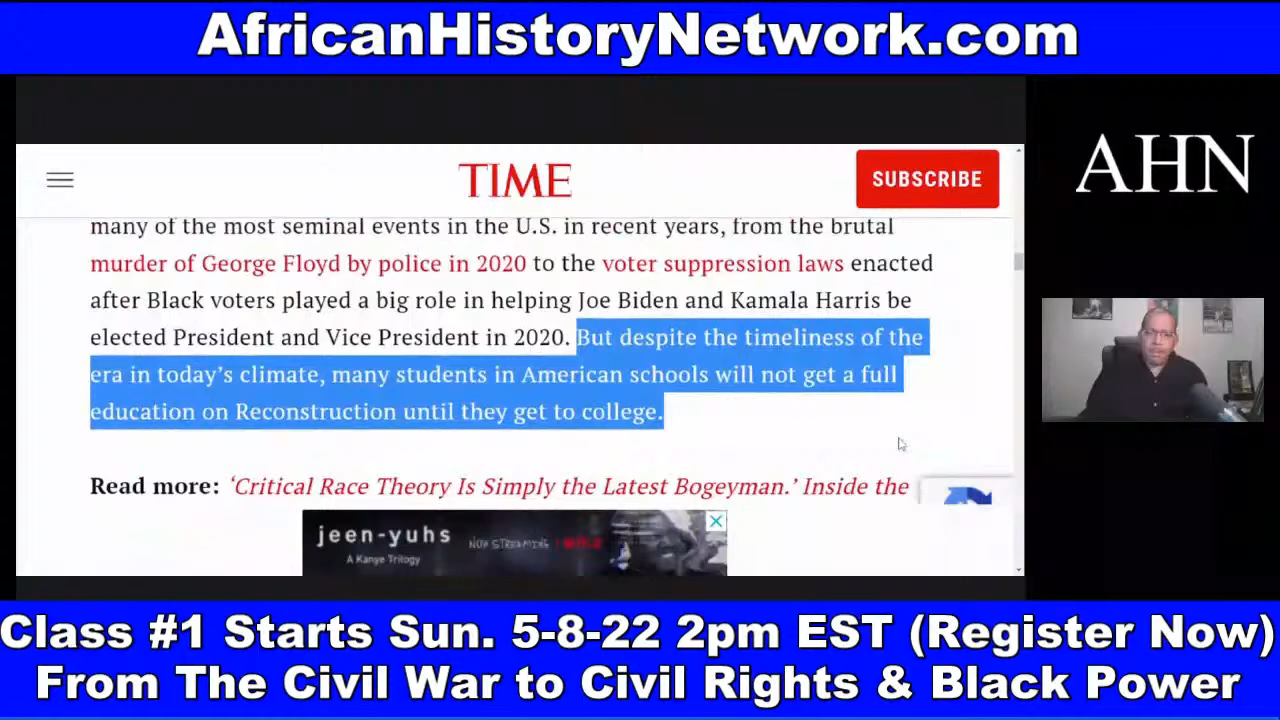 AfricanHistoryNetwork.com
AHN
TIME
SUBSCRIBE
many of the most seminal events in the U.S. in recent years, from the brutal
murder of George Floyd by police in 2020 to the voter suppression laws enacted
after Black voters played a big role in helping Joe Biden and Kamala Harris be
elected President and Vice President in 2020. But despite the timeliness of the
era in today’s climate, many students in American schools will not get a full
education on Reconstruction until they get to college.
Read more: ‘Critical Race Theory Is Simply the Latest Bogeyman.’ Inside the
jeen-yuhs
A Kanye Trilogy
NOW STREAMING
Class #1 Starts Sun. 5-8-22 2pm EST (Register Now)
From The Civil War to Civil Rights & Black Power